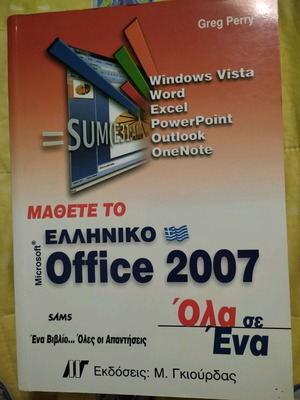 Greg Perry
Windows Vista
Word
Excel
PowerPoint
Outlook
OneNote
=SUM(E3:
ΜΑΘΕΤΕ ΤΟ
ΕΛΛΗΝΙΚΟ
Microsoft®
Office 2007
Όλα σε
Ένα
SAMS
Ένα Βιβλίο... Όλες οι Απαντήσεις
Εκδόσεις: Μ. Γκιούρδας